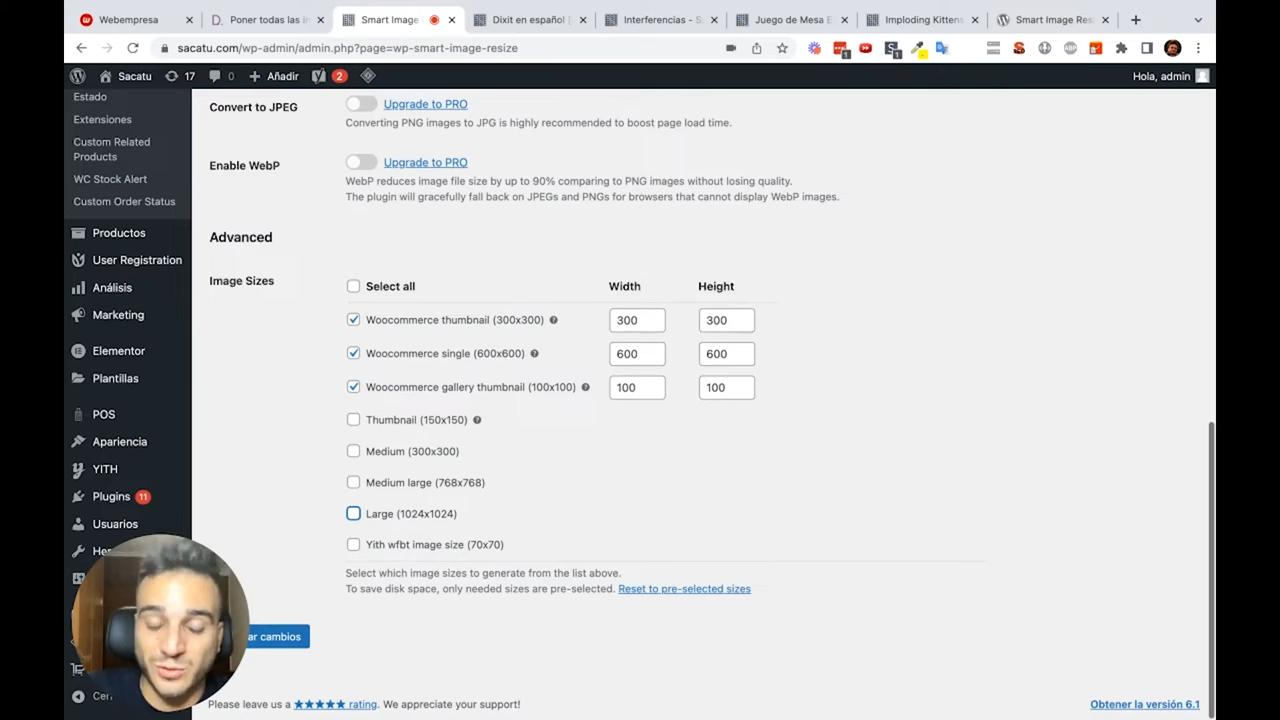 Webempresa
Poner todas las in
Smart Image
Dixit en español
Interferencias - S
Juego de Mesa E
Imploding Kittens
Smart Image Res
sacatu.com/wp-admin/admin.php?page=wp-smart-image-resize
Sacatu
17
0
Añadir
2
Hola, admin
Estado
Extensiones
Custom Related
Products
WC Stock Alert
Custom Order Status
Productos
User Registration
Análisis
Marketing
Elementor
Plantillas
POS
Apariencia
YITH
Plugins 11
Usuarios
Her
Cer
Convert to JPEG
Upgrade to PRO
Converting PNG images to JPG is highly recommended to boost page load time.
Enable WebP
Upgrade to PRO
WebP reduces image file size by up to 90% comparing to PNG images without losing quality.
The plugin will gracefully fall back on JPEGs and PNGs for browsers that cannot display WebP images.
Advanced
Image Sizes
Select all Width Height
Woocommerce thumbnail (300x300) 300 300
Woocommerce single (600x600) 600 600
Woocommerce gallery thumbnail (100x100) 100 100
Thumbnail (150x150)
Medium (300x300)
Medium large (768x768)
Large (1024x1024)
Yith wfbt image size (70x70)
Select which image sizes to generate from the list above.
To save disk space, only needed sizes are pre-selected. Reset to pre-selected sizes
ar cambios
Please leave us a ★★★★★ rating. We appreciate your support!
Obtener la versión 6.1